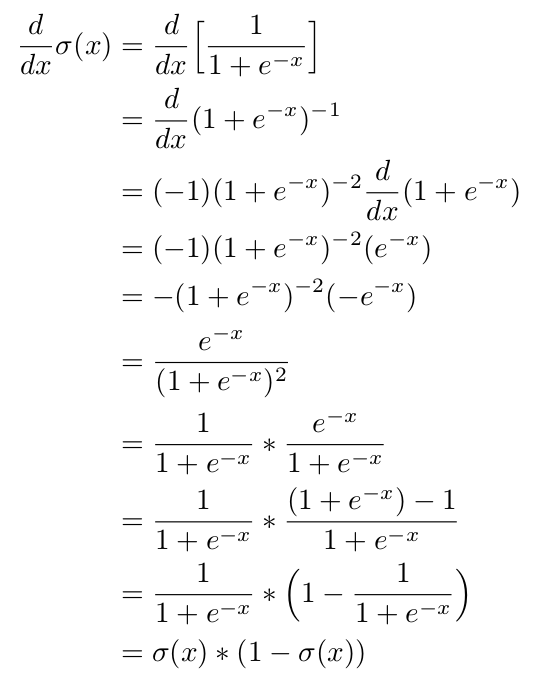 d/dx σ(x) = d/dx [ 1 / (1 + e^{-x}) ]
= d/dx (1 + e^{-x})^{-1}
= (-1)(1 + e^{-x})^{-2} d/dx (1 + e^{-x})
= (-1)(1 + e^{-x})^{-2}(e^{-x})
= -(1 + e^{-x})^{-2}(-e^{-x})
= e^{-x} / (1 + e^{-x})^2
= 1 / (1 + e^{-x}) * e^{-x} / (1 + e^{-x})
= 1 / (1 + e^{-x}) * ((1 + e^{-x}) - 1) / (1 + e^{-x})
= 1 / (1 + e^{-x}) * (1 - 1 / (1 + e^{-x}))
= σ(x) * (1 - σ(x))